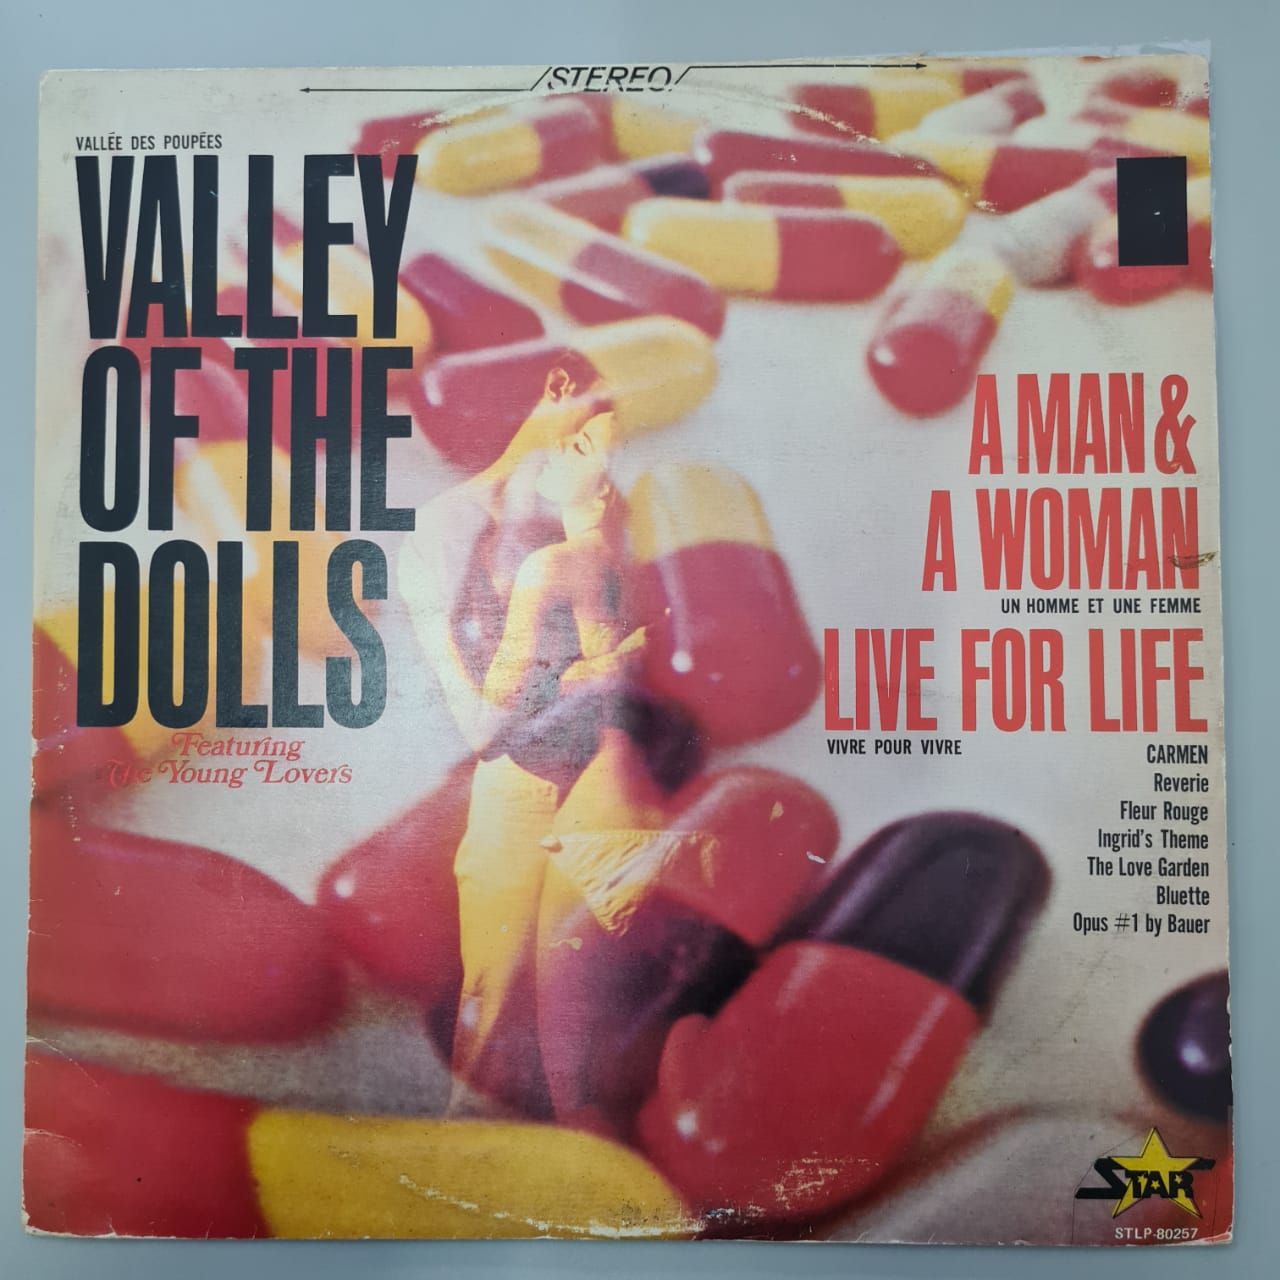 STEREO
VALLÉE DES POUPÉES
VALLEY
OF THE
DOLLS
Featuring
The Young Lovers
A MAN &
A WOMAN
UN HOMME ET UNE FEMME
LIVE FOR LIFE
VIVRE POUR VIVRE
CARMEN
Reverie
Fleur Rouge
Ingrid's Theme
The Love Garden
Bluette
Opus #1 by Bauer
STAR
STLP-80257